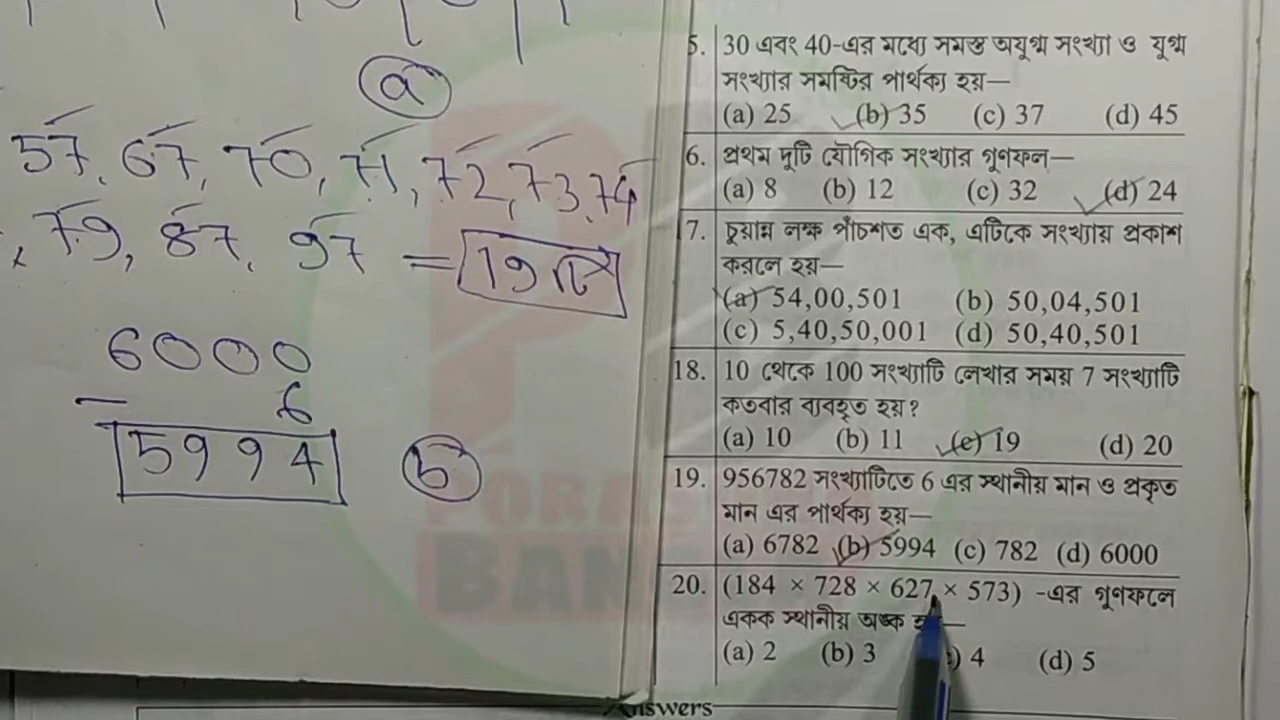 a
57, 67, 70, 71, 72, 73, 74
79, 87, 97 = 19 টি
6000
- 6
5994 b
5. 30 এবং 40-এর মধ্যে সমস্ত অযুগ্ম সংখ্যা ও যুগ্ম
সংখ্যার সমষ্টির পার্থক্য হয়—
(a) 25 (b) 35 (c) 37 (d) 45
6. প্রথম দুটি যৌগিক সংখ্যার গুণফল—
(a) 8 (b) 12 (c) 32 (d) 24
7. চুয়ান্ন লক্ষ পাঁচশত এক, এটিকে সংখ্যায় প্রকাশ
করলে হয়—
(a) 54,00,501 (b) 50,04,501
(c) 5,40,50,001 (d) 50,40,501
18. 10 থেকে 100 সংখ্যাটি লেখার সময় 7 সংখ্যাটি
কতবার ব্যবহৃত হয়?
(a) 10 (b) 11 (c) 19 (d) 20
19. 956782 সংখ্যাটিতে 6 এর স্থানীয় মান ও প্রকৃত
মান এর পার্থক্য হয়—
(a) 6782 (b) 5994 (c) 782 (d) 6000
20. (184 × 728 × 627 × 573) -এর গুণফলে
একক স্থানীয় অঙ্ক
(a) 2 (b) 3 4 (d) 5
Answers